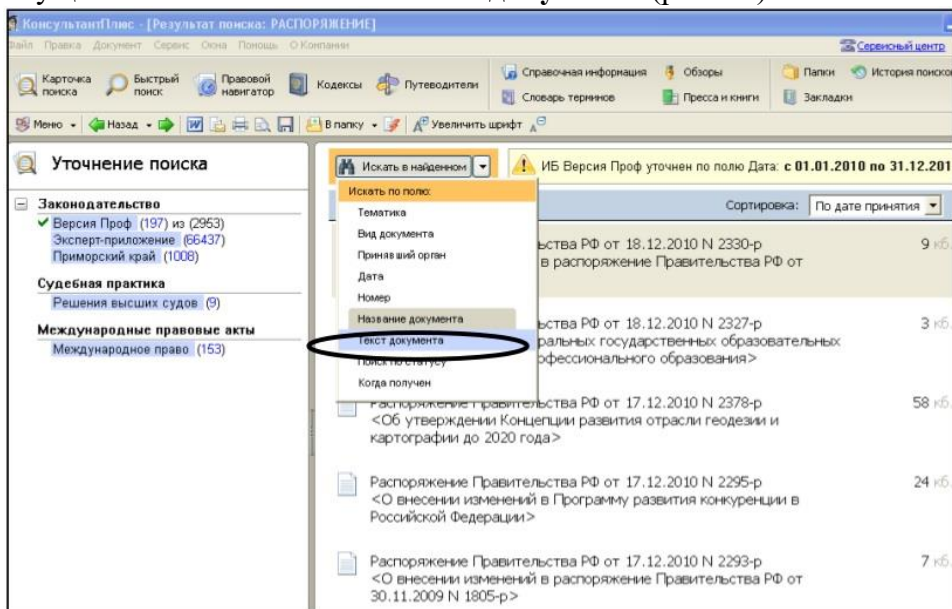 КонсультантПлюс - [Результат поиска: РАСПОРЯЖЕНИЕ]
Файл Правка Документ Сервис Окна Помощь О Компании
Сервисный центр
Карточка поиска
Быстрый поиск
Правовой навигатор
Кодексы
Путеводители
Справочная информация
Обзоры
Папки
История поисков
Словарь терминов
Пресса и книги
Закладки
Меню
Назад
В папку
Увеличить шрифт
Уточнение поиска
Законодательство
Версия Проф (197) из (2953)
Эксперт-приложение (66437)
Приморский край (1008)
Судебная практика
Решения высших судов (9)
Международные правовые акты
Международное право (153)
Искать в найденном
ИБ Версия Проф уточнен по полю Дата: с 01.01.2010 по 31.12.201
Искать по полю:
Тематика
Вид документа
Принявший орган
Дата
Номер
Название документа
Текст документа
Поиск по статусу
Когда получен
Сортировка: По дате принятия
ьства РФ от 18.12.2010 N 2330-р 9 кб.
в распоряжение Правительства РФ от
ьства РФ от 18.12.2010 N 2327-р 3 кб.
ральных государственных образовательных
офессионального образования>
Распоряжение Правительства РФ от 17.12.2010 N 2378-р 58 кб.
<Об утверждении Концепции развития отрасли геодезии и
картографии до 2020 года>
Распоряжение Правительства РФ от 17.12.2010 N 2295-р 24 кб.
<О внесении изменений в Программу развития конкуренции в
Российской Федерации>
Распоряжение Правительства РФ от 17.12.2010 N 2293-р 7 кб.
<О внесении изменений в распоряжение Правительства РФ от
30.11.2009 N 1805-р>